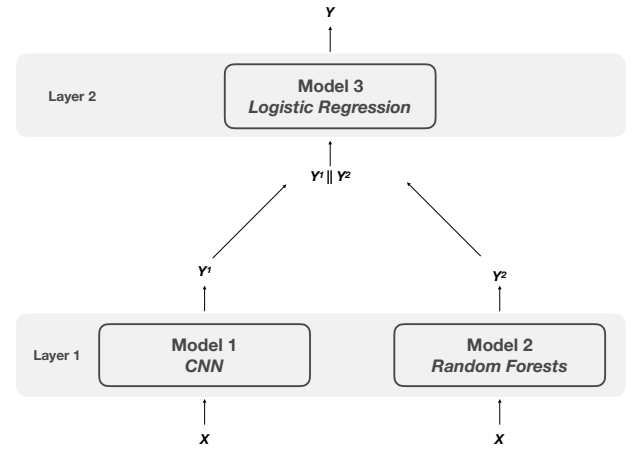 Y
Layer 2
Model 3
Logistic Regression
Y¹ || Y²
Y¹
Y²
Layer 1
Model 1
CNN
Model 2
Random Forests
X
X